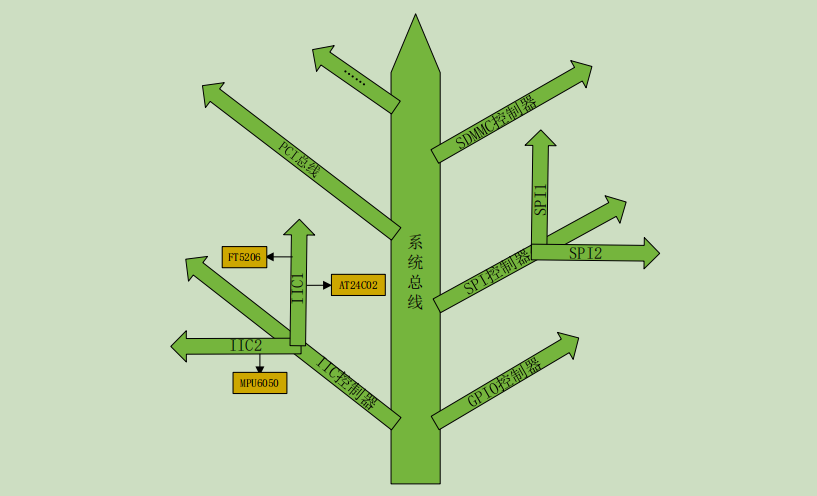 ……
SDMMC控制器
PCI总线
SPI1
系统总线
FT5206
SPI控制器
SPI2
IIC1
AT24C02
IIC2
MPU6050
IIC控制器
GPIO控制器